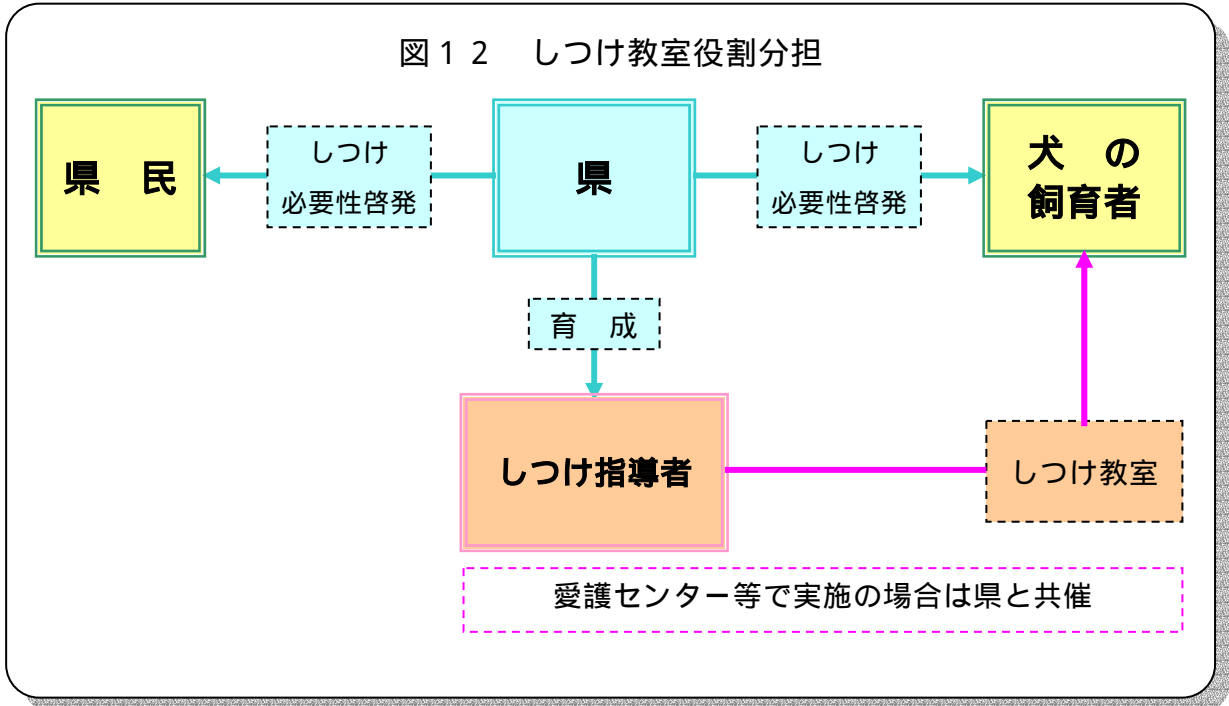 図１２　しつけ教室役割分担
県　民
しつけ
必要性啓発
県
しつけ
必要性啓発
犬　の
飼育者
育　成
しつけ指導者
しつけ教室
愛護センター等で実施の場合は県と共催